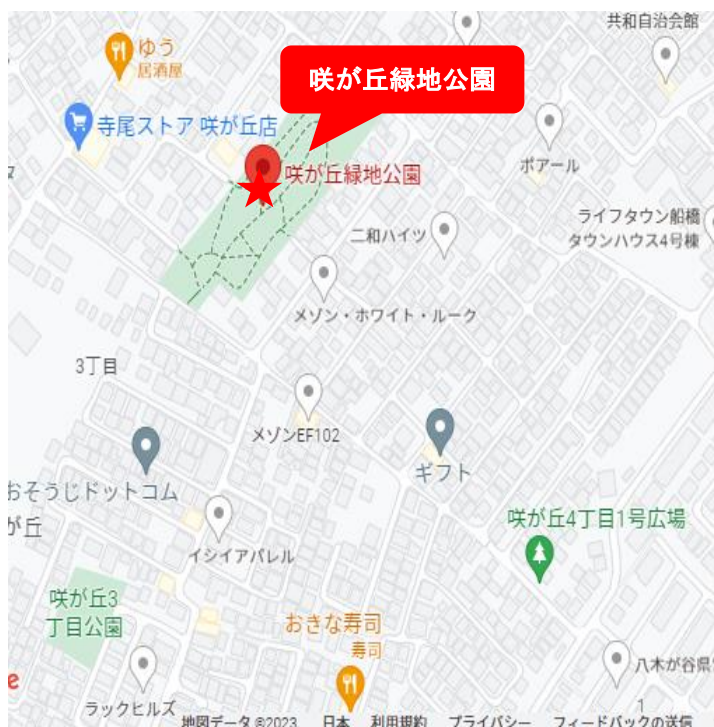 共和自治会館
ゆう
居酒屋
咲が丘緑地公園
寺尾ストア 咲が丘店
咲が丘緑地公園
ポアール
ライフタウン船橋
タウンハウス4号棟
二和ハイツ
メゾン・ホワイト・ルーク
3丁目
メゾンEF102
ギフト
おそうじドットコム
が丘
イシイアパレル
咲が丘4丁目1号広場
咲が丘3
丁目公園
おきな寿司
寿司
八木が谷県
e
ラックヒルズ
1
地図データ ©2023 日本 利用規約 プライバシー フィードバックの送信